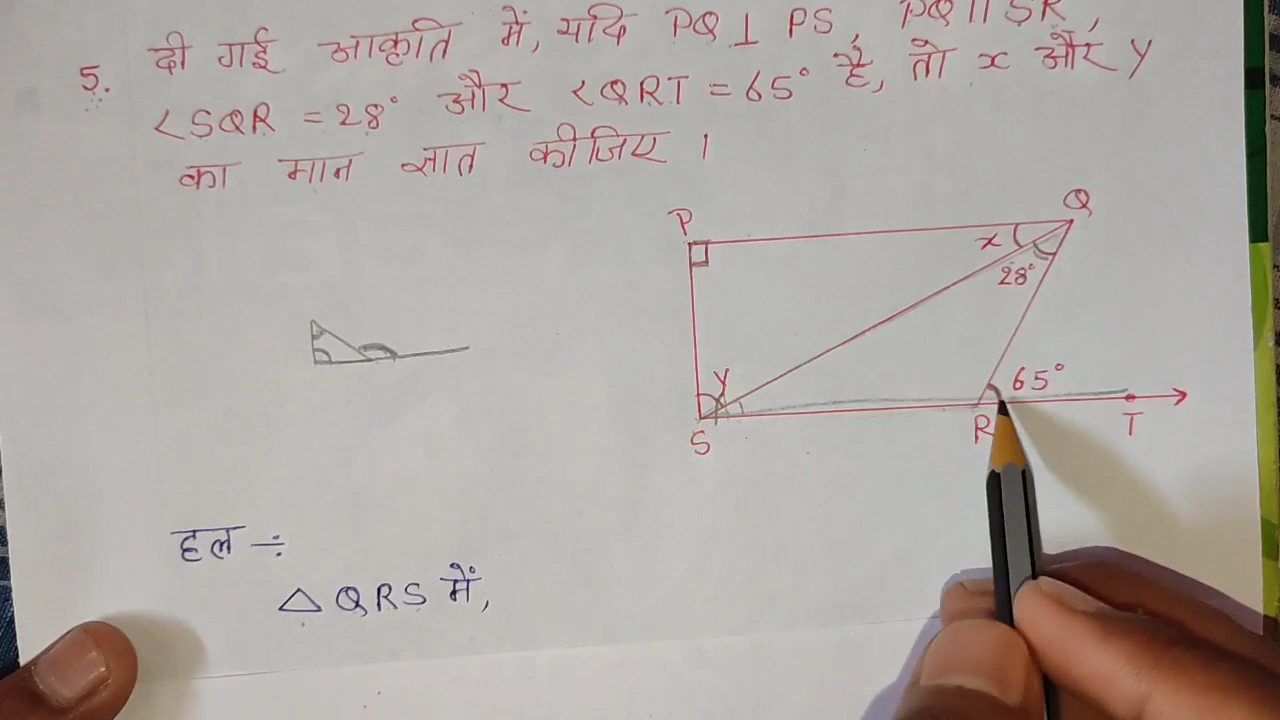 5. दी गई आकृति में, यदि PQ ⊥ PS, PQ || SR,
<SQR = 28° और <QRT = 65° है, तो x और y
का मान ज्ञात कीजिए ।
P
Q
x
28°
y
65°
S
R
T
हल ÷
△ QRS में,